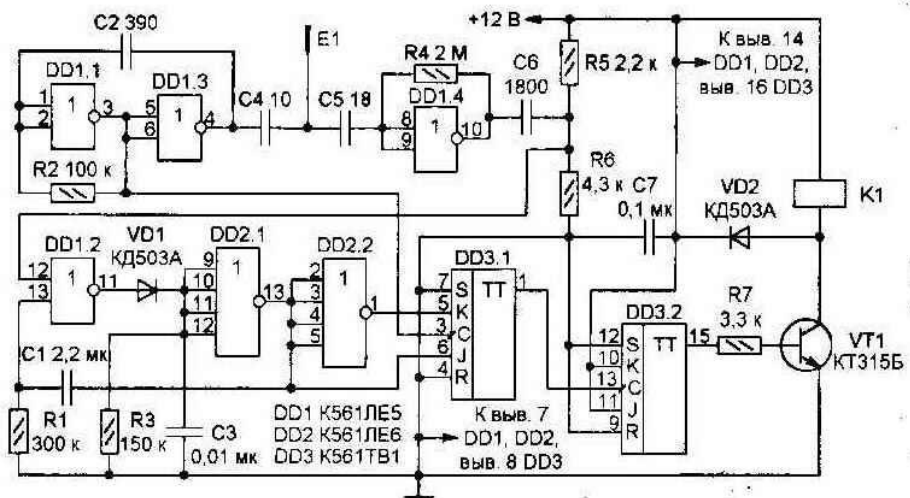 C2 390
DD1.1
1
1
2
3
DD1.3
1
5
6
4
C4 10
E1
C5 18
R4 2 М
DD1.4
1
8
9
10
C6
1800
+12 В
R5 2,2 к
К выв. 14
DD1, DD2,
выв. 16 DD3
R2 100 к
R6
4,3 к
C7
0,1 мк
VD2
КД503А
K1
DD1.2
1
12
13
11
VD1
КД503А
DD2.1
1
9
10
11
12
13
DD2.2
1
2
3
4
5
1
DD3.1
7 S
5 K
3 C
6 J
4 R
TT
1
DD3.2
12 S
10 K
13 C
11 J
9 R
TT
15
R7
3,3 к
VT1
КТ315Б
C1 2,2 мк
R1
300 к
R3
150 к
C3
0,01 мк
DD1 К561ЛЕ5
DD2 К561ЛЕ6
DD3 К561ТВ1
К выв. 7
DD1, DD2,
выв. 8 DD3